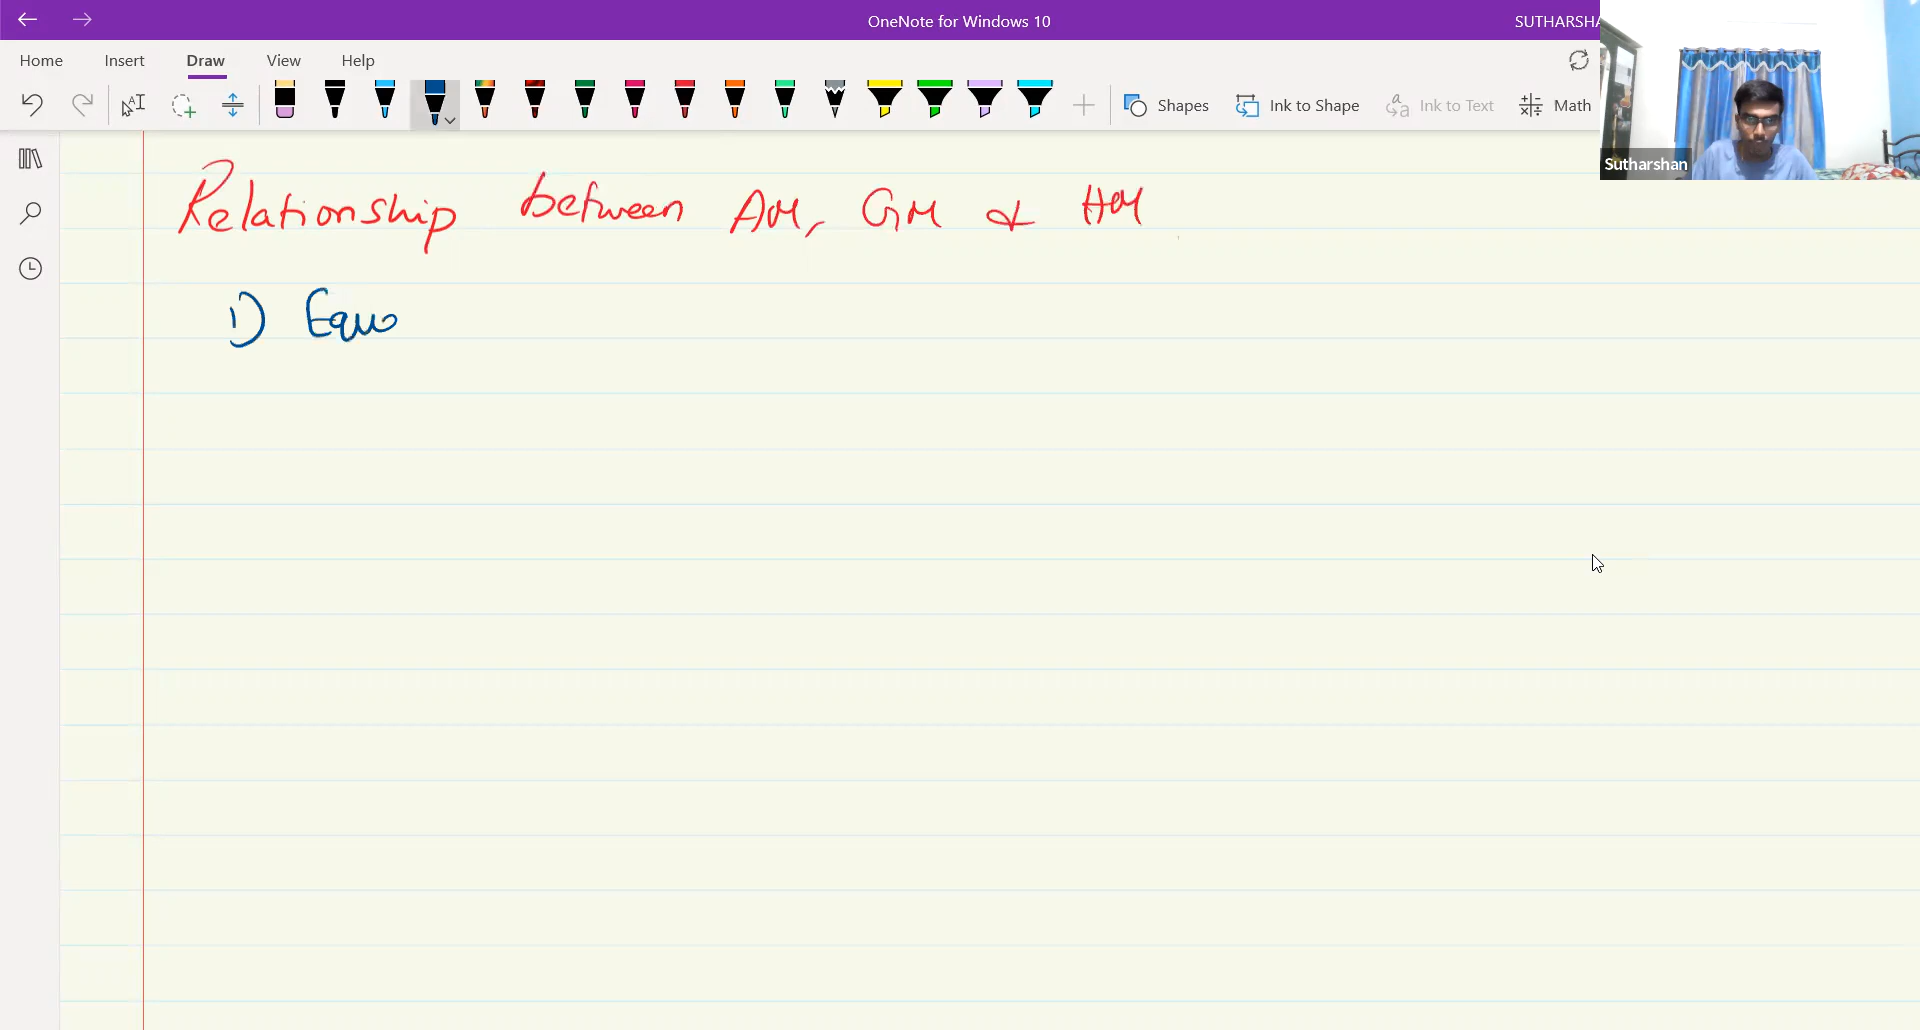 OneNote for Windows 10 SUTHARSHA
Home Insert Draw View Help
Shapes Ink to Shape Ink to Text Math
Sutharshan
Relationship between AM, GM & HM
1) Equa